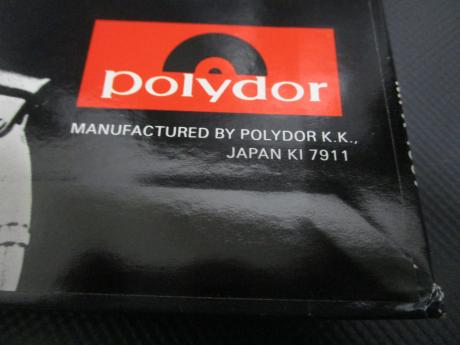 polydor
MANUFACTURED BY POLYDOR K.K.,
JAPAN KI 7911